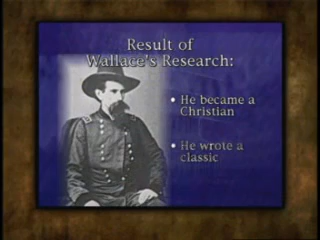 Result of
Wallace's Research:
• He became a
Christian
• He wrote a
classic